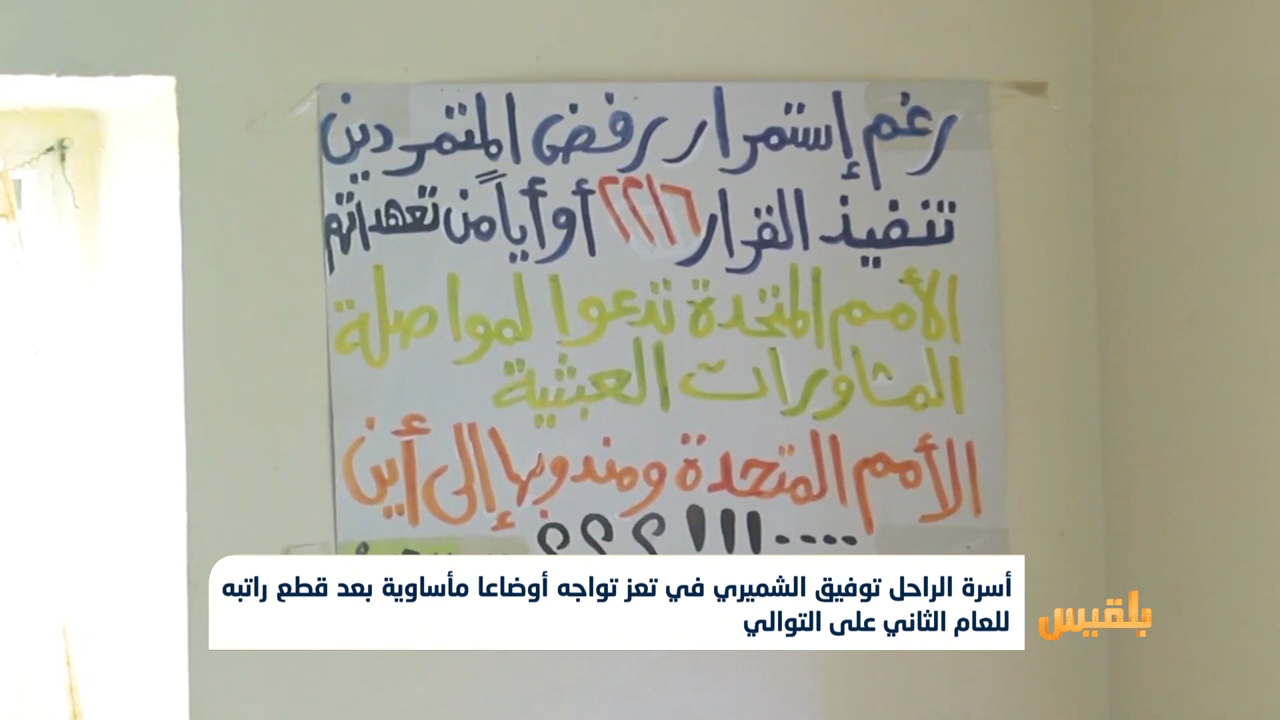 رغم إستمرار رفض المتمردين
تنفيذ القرار ٢٢١٦ أو أياً من تعهداتهم
الأمم المتحدة تدعوا لمواصلة
المشاورات العبثية
الأمم المتحدة ومندوبها إلى أين
....!!!؟؟؟
أسرة الراحل توفيق الشميري في تعز تواجه أوضاعا مأساوية بعد قطع راتبه
للعام الثاني على التوالي
بلقيس